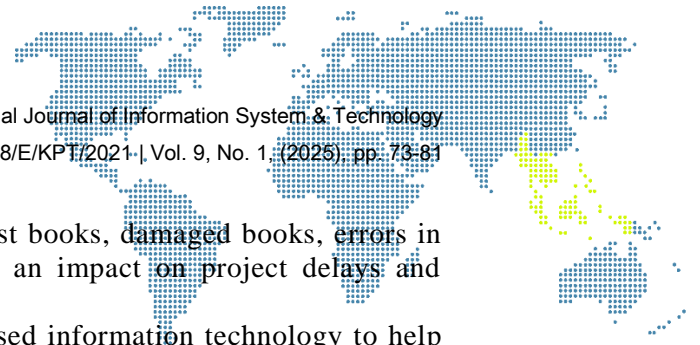 al Journal of Information System & Technology
8/E/KPT/2021 | Vol. 9, No. 1, (2025), pp. 73-81
st books, damaged books, errors in
an impact on project delays and
sed information technology to help